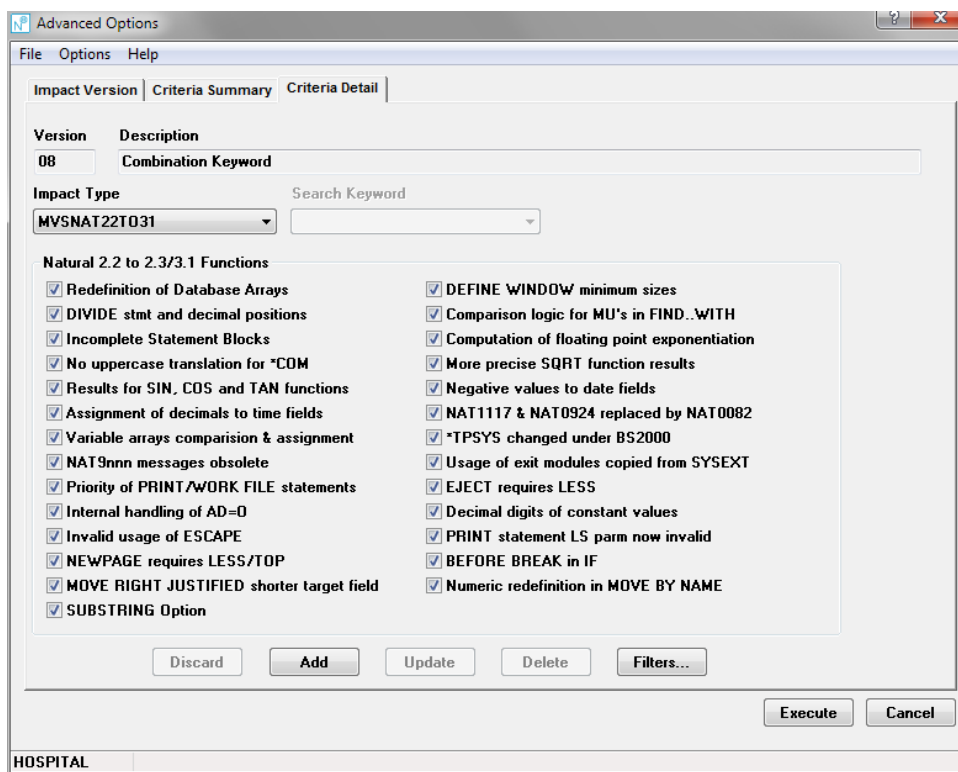 Advanced Options
File Options Help
Impact Version Criteria Summary Criteria Detail
Version Description
08 Combination Keyword
Impact Type Search Keyword
MVSNAT22TO31
Natural 2.2 to 2.3/3.1 Functions
Redefinition of Database Arrays
DIVIDE stmt and decimal positions
Incomplete Statement Blocks
No uppercase translation for *COM
Results for SIN, COS and TAN functions
Assignment of decimals to time fields
Variable arrays comparision & assignment
NAT9nnn messages obsolete
Priority of PRINT/WORK FILE statements
Internal handling of AD=O
Invalid usage of ESCAPE
NEWPAGE requires LESS/TOP
MOVE RIGHT JUSTIFIED shorter target field
SUBSTRING Option
DEFINE WINDOW minimum sizes
Comparison logic for MU's in FIND..WITH
Computation of floating point exponentiation
More precise SQRT function results
Negative values to date fields
NAT1117 & NAT0924 replaced by NAT0082
*TPSYS changed under BS2000
Usage of exit modules copied from SYSEXT
EJECT requires LESS
Decimal digits of constant values
PRINT statement LS parm now invalid
BEFORE BREAK in IF
Numeric redefinition in MOVE BY NAME
Discard Add Update Delete Filters...
Execute Cancel
HOSPITAL